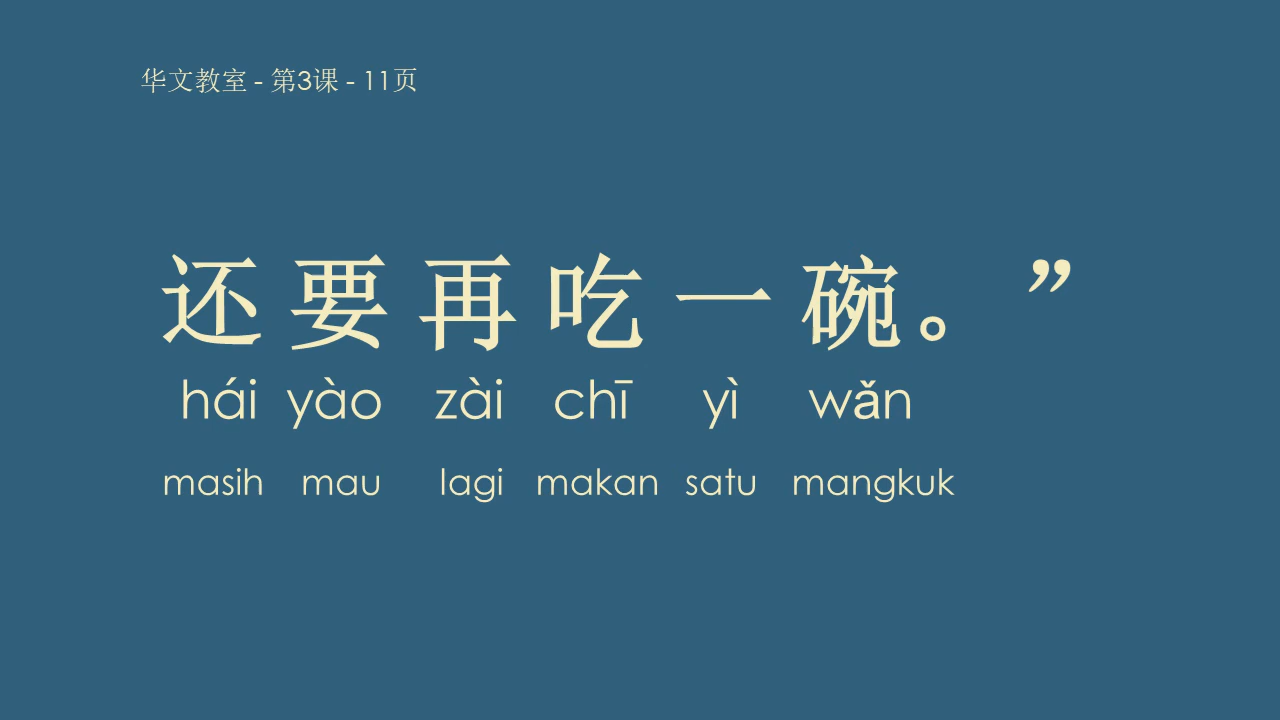 华文教室 - 第3课 - 11页
还要再吃一碗。”
hái yào zài chī yì wǎn
masih mau lagi makan satu mangkuk